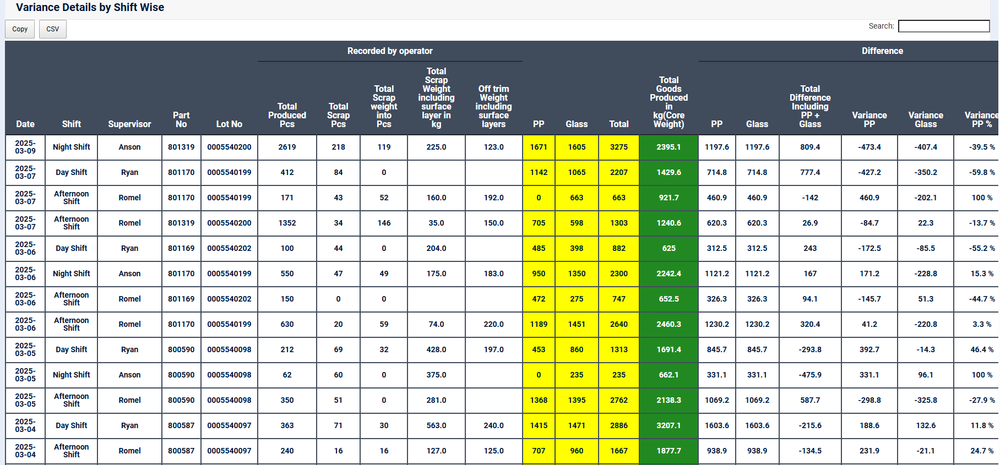 Variance Details by Shift Wise
Copy CSV Search:
Recorded by operator Difference
Date Shift Supervisor Part No Lot No Total Produced Pcs Total Scrap Pcs Total Scrap weight into Pcs Total Scrap Weight including surface layer in kg Off trim Weight including surface layers PP Glass Total Total Goods Produced in kg(Core Weight) PP Glass Total Difference Including PP + Glass Variance PP Variance Glass Variance PP %
2025-03-09 Night Shift Anson 801319 0005540200 2619 218 119 225.0 123.0 1671 1605 3275 2395.1 1197.6 1197.6 809.4 -473.4 -407.4 -39.5 %
2025-03-07 Day Shift Ryan 801170 0005540199 412 84 0 1142 1065 2207 1429.6 714.8 714.8 777.4 -427.2 -350.2 -59.8 %
2025-03-07 Afternoon Shift Romel 801170 0005540199 171 43 52 160.0 192.0 0 663 663 921.7 460.9 460.9 -142 460.9 -202.1 100 %
2025-03-07 Afternoon Shift Romel 801319 0005540200 1352 34 146 35.0 150.0 705 598 1303 1240.6 620.3 620.3 26.9 -84.7 22.3 -13.7 %
2025-03-06 Day Shift Ryan 801169 0005540202 100 44 0 204.0 485 398 882 625 312.5 312.5 243 -172.5 -85.5 -55.2 %
2025-03-06 Night Shift Anson 801170 0005540199 550 47 49 175.0 183.0 950 1350 2300 2242.4 1121.2 1121.2 167 171.2 -228.8 15.3 %
2025-03-06 Afternoon Shift Romel 801169 0005540202 150 0 0 472 275 747 652.5 326.3 326.3 94.1 -145.7 51.3 -44.7 %
2025-03-06 Afternoon Shift Romel 801170 0005540199 630 20 59 74.0 220.0 1189 1451 2640 2460.3 1230.2 1230.2 320.4 41.2 -220.8 3.3 %
2025-03-05 Day Shift Ryan 800590 0005540098 212 69 32 428.0 197.0 453 860 1313 1691.4 845.7 845.7 -293.8 392.7 -14.3 46.4 %
2025-03-05 Night Shift Anson 800590 0005540098 62 60 0 375.0 0 235 235 662.1 331.1 331.1 -475.9 331.1 96.1 100 %
2025-03-05 Afternoon Shift Romel 800590 0005540098 350 51 0 281.0 1368 1395 2762 2138.3 1069.2 1069.2 587.7 -298.8 -325.8 -27.9 %
2025-03-04 Day Shift Ryan 800587 0005540097 363 71 30 563.0 240.0 1415 1471 2886 3207.1 1603.6 1603.6 -215.6 188.6 132.6 11.8 %
2025-03-04 Afternoon Shift Romel 800587 0005540097 240 16 16 127.0 125.0 707 960 1667 1877.7 938.9 938.9 -134.5 231.9 -21.1 24.7 %